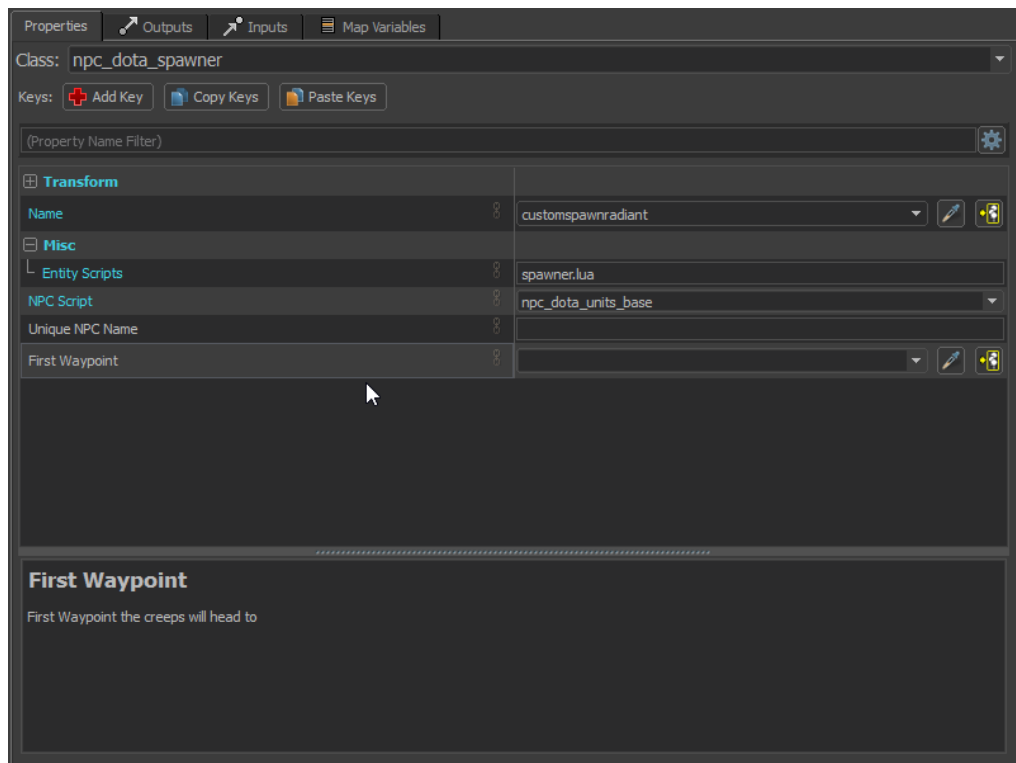 Properties Outputs Inputs Map Variables
Class: npc_dota_spawner
Keys: Add Key Copy Keys Paste Keys
(Property Name Filter)
Transform
Name customspawnradiant
Misc
Entity Scripts spawner.lua
NPC Script npc_dota_units_base
Unique NPC Name
First Waypoint
First Waypoint
First Waypoint the creeps will head to